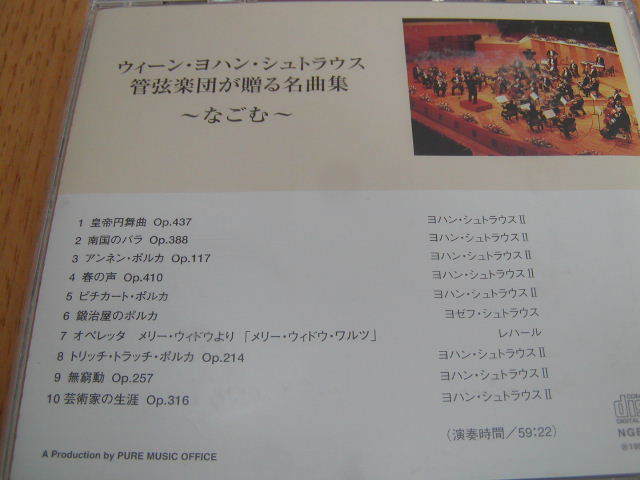 ウィーン・ヨハン・シュトラウス
管弦楽団が贈る名曲集
～なごむ～
1 皇帝円舞曲 Op.437 ヨハン・シュトラウスⅡ
2 南国のバラ Op.388 ヨハン・シュトラウスⅡ
3 アンネン・ポルカ Op.117 ヨハン・シュトラウスⅡ
4 春の声 Op.410 ヨハン・シュトラウスⅡ
5 ピチカート・ポルカ ヨハン・シュトラウスⅡ
6 鍛冶屋のポルカ ヨゼフ・シュトラウス
7 オペレッタ メリー・ウィドウより「メリー・ウィドウ・ワルツ」 レハール
8 トリッチ・トラッチ・ポルカ Op.214 ヨハン・シュトラウスⅡ
9 無窮動 Op.257 ヨハン・シュトラウスⅡ
10 芸術家の生涯 Op.316 ヨハン・シュトラウスⅡ
（演奏時間／59:22）
A Production by PURE MUSIC OFFICE